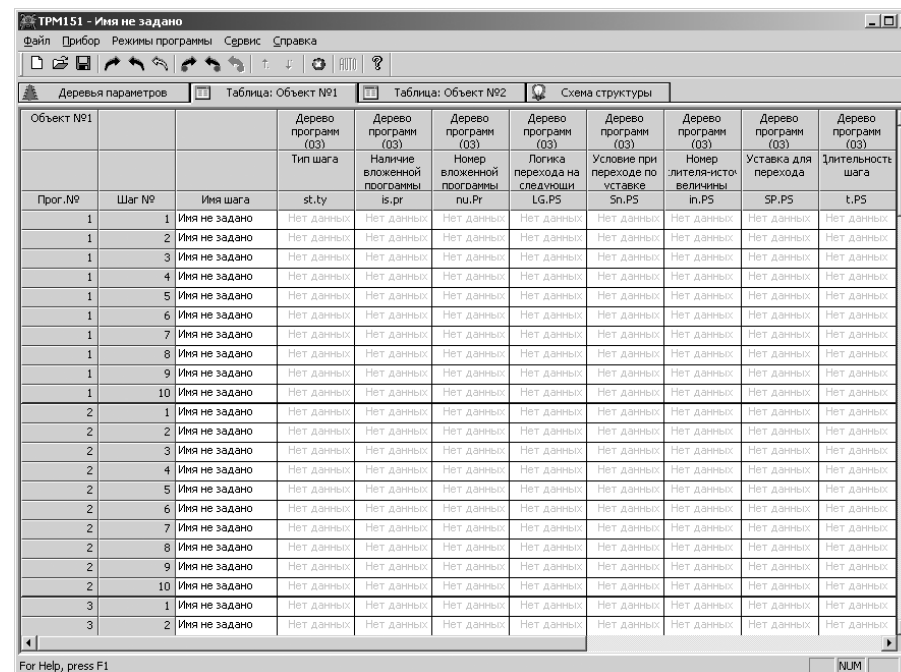 ТРМ151 - Имя не задано
Файл Прибор Режимы программы Сервис Справка
AUTO
Деревья параметров Таблица: Объект №1 Таблица: Объект №2 Схема структуры
Объект №1 Дерево программ (03) Дерево программ (03) Дерево программ (03) Дерево программ (03) Дерево программ (03) Дерево программ (03) Дерево программ (03) Дерево программ (03)
Тип шага Наличие вложенной программы Номер вложенной программы Логика перехода на следующи Условие при переходе по уставке Номер :лителя-источ величины Уставка для перехода Длительность шага
Прог.№ Шаг № Имя шага st.ty is.pr nu.Pr LG.PS Sn.PS in.PS SP.PS t.PS
1 1 Имя не задано Нет данных Нет данных Нет данных Нет данных Нет данных Нет данных Нет данных Нет данных
1 2 Имя не задано Нет данных Нет данных Нет данных Нет данных Нет данных Нет данных Нет данных Нет данных
1 3 Имя не задано Нет данных Нет данных Нет данных Нет данных Нет данных Нет данных Нет данных Нет данных
1 4 Имя не задано Нет данных Нет данных Нет данных Нет данных Нет данных Нет данных Нет данных Нет данных
1 5 Имя не задано Нет данных Нет данных Нет данных Нет данных Нет данных Нет данных Нет данных Нет данных
1 6 Имя не задано Нет данных Нет данных Нет данных Нет данных Нет данных Нет данных Нет данных Нет данных
1 7 Имя не задано Нет данных Нет данных Нет данных Нет данных Нет данных Нет данных Нет данных Нет данных
1 8 Имя не задано Нет данных Нет данных Нет данных Нет данных Нет данных Нет данных Нет данных Нет данных
1 9 Имя не задано Нет данных Нет данных Нет данных Нет данных Нет данных Нет данных Нет данных Нет данных
1 10 Имя не задано Нет данных Нет данных Нет данных Нет данных Нет данных Нет данных Нет данных Нет данных
2 1 Имя не задано Нет данных Нет данных Нет данных Нет данных Нет данных Нет данных Нет данных Нет данных
2 2 Имя не задано Нет данных Нет данных Нет данных Нет данных Нет данных Нет данных Нет данных Нет данных
2 3 Имя не задано Нет данных Нет данных Нет данных Нет данных Нет данных Нет данных Нет данных Нет данных
2 4 Имя не задано Нет данных Нет данных Нет данных Нет данных Нет данных Нет данных Нет данных Нет данных
2 5 Имя не задано Нет данных Нет данных Нет данных Нет данных Нет данных Нет данных Нет данных Нет данных
2 6 Имя не задано Нет данных Нет данных Нет данных Нет данных Нет данных Нет данных Нет данных Нет данных
2 7 Имя не задано Нет данных Нет данных Нет данных Нет данных Нет данных Нет данных Нет данных Нет данных
2 8 Имя не задано Нет данных Нет данных Нет данных Нет данных Нет данных Нет данных Нет данных Нет данных
2 9 Имя не задано Нет данных Нет данных Нет данных Нет данных Нет данных Нет данных Нет данных Нет данных
2 10 Имя не задано Нет данных Нет данных Нет данных Нет данных Нет данных Нет данных Нет данных Нет данных
3 1 Имя не задано Нет данных Нет данных Нет данных Нет данных Нет данных Нет данных Нет данных Нет данных
3 2 Имя не задано Нет данных Нет данных Нет данных Нет данных Нет данных Нет данных Нет данных Нет данных
For Help, press F1 NUM